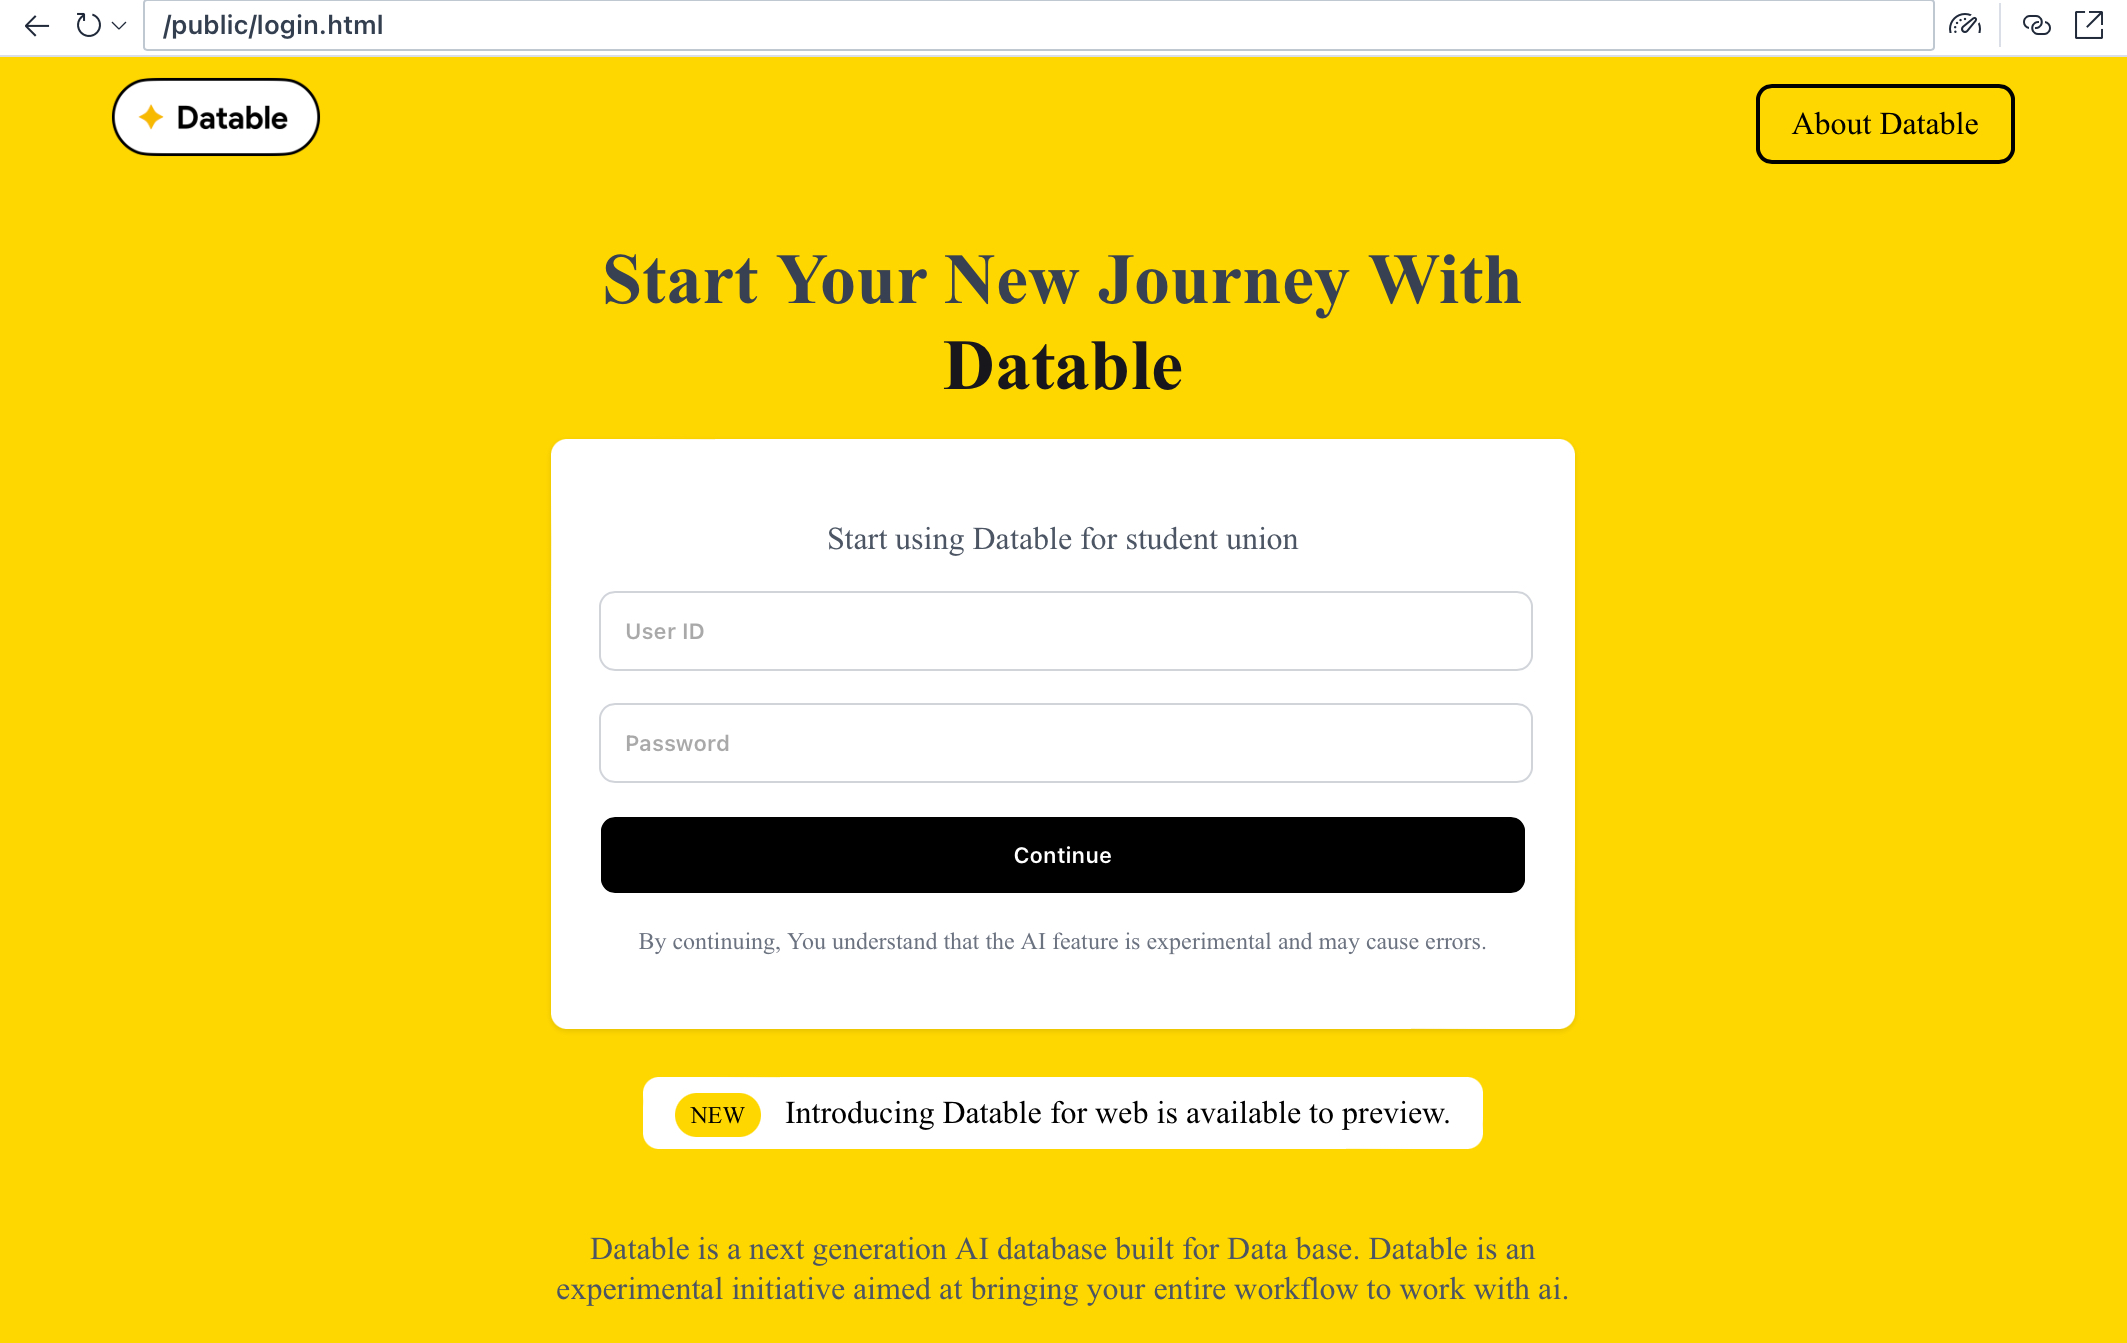 /public/login.html
Datable
About Datable
Start Your New Journey With
Datable
Start using Datable for student union
User ID
Password
Continue
By continuing, You understand that the AI feature is experimental and may cause errors.
NEW Introducing Datable for web is available to preview.
Datable is a next generation AI database built for Data base. Datable is an
experimental initiative aimed at bringing your entire workflow to work with ai.